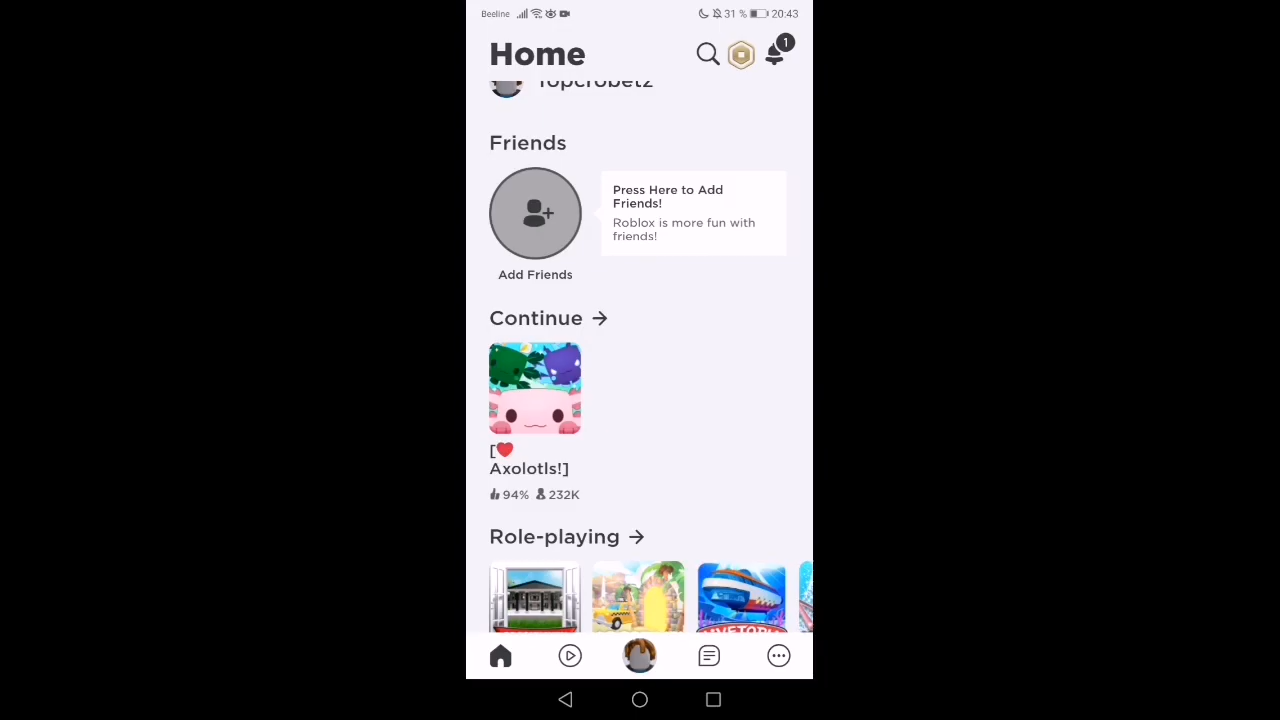 Beeline 31 % 20:43
Home
1
Friends
Press Here to Add
Friends!
Roblox is more fun with
friends!
Add Friends
Continue →
[❤️
Axolotls!]
94% 232K
Role-playing →